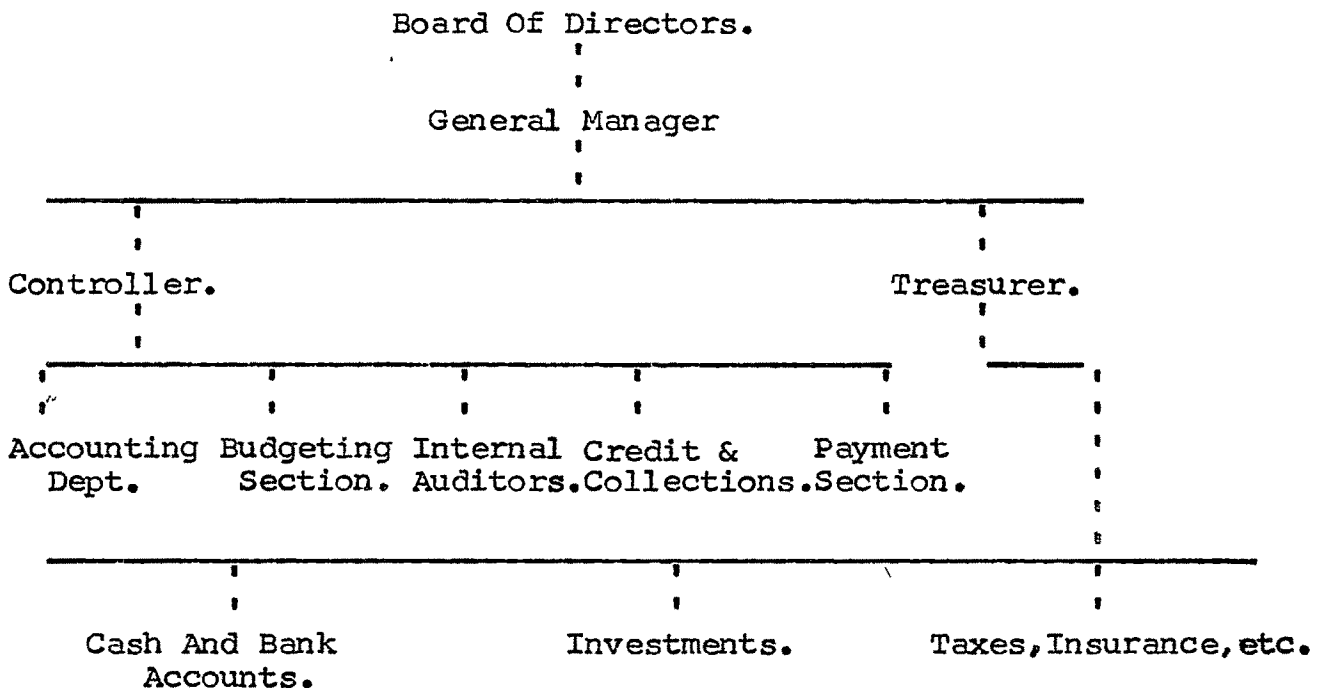 Board Of Directors.
General Manager
Controller. Treasurer.
Accounting Budgeting Internal Credit & Payment
Dept. Section. Auditors. Collections. Section.
Cash And Bank Investments. Taxes, Insurance, etc.
Accounts.